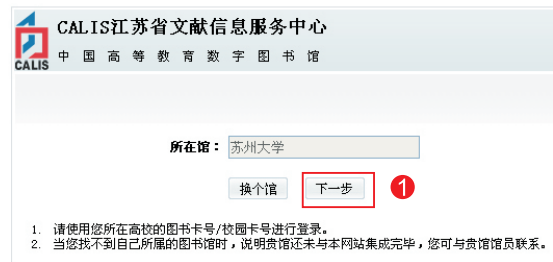 CALIS江苏省文献信息服务中心
中国高等教育数字图书馆
CALIS
所在馆： 苏州大学
换个馆 下一步 1
1. 请使用您所在高校的图书卡号/校园卡号进行登录。
2. 当您找不到自己所属的图书馆时，说明贵馆还未与本网站集成完毕，您可与贵馆馆员联系。